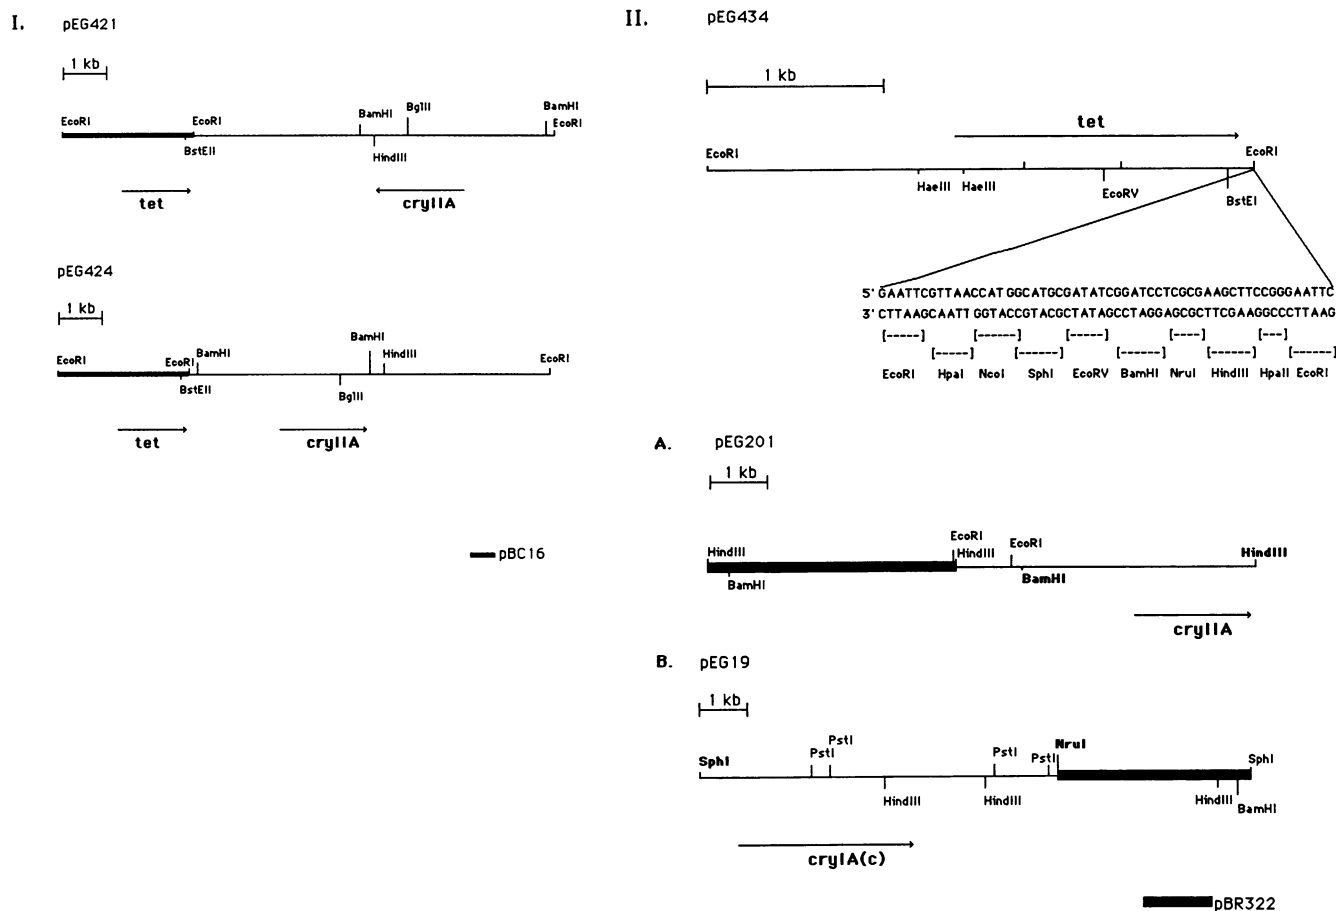 I.
pEG421
1 kb
EcoRI EcoRI BamHI BglII BamHI EcoRI
BstEII HindIII
tet cryIIA
pEG424
1 kb
EcoRI EcoRI BamHI BamHI HindIII EcoRI
BstEII BglII
tet cryIIA
pBC16
II.
pEG434
1 kb
tet
EcoRI EcoRI
HaeIII HaeIII EcoRV BstEI
5' GAATTCGTTAACCATGGCATGCGATATCGGATCCTCGCGAAGCTTCCGGGAATTC
3' CTTAAGCAATTGGTACCGTACGCTATAGCCTAGGAGCGCTTCGAAGGCCCTTAAG
[-----] [-----] [-----] [----] [---]
[-----] [------] [------] [------] [------]
EcoRI HpaI NcoI SphI EcoRV BamHI NruI HindIII HpaII EcoRI
A. pEG201
1 kb
HindIII EcoRI HindIII EcoRI HindIII
BamHI BamHI
cryIIA
B. pEG19
1 kb
SphI PstI PstI PstI PstI NruI SphI
HindIII HindIII HindIII BamHI
cryIA(c)
pBR322